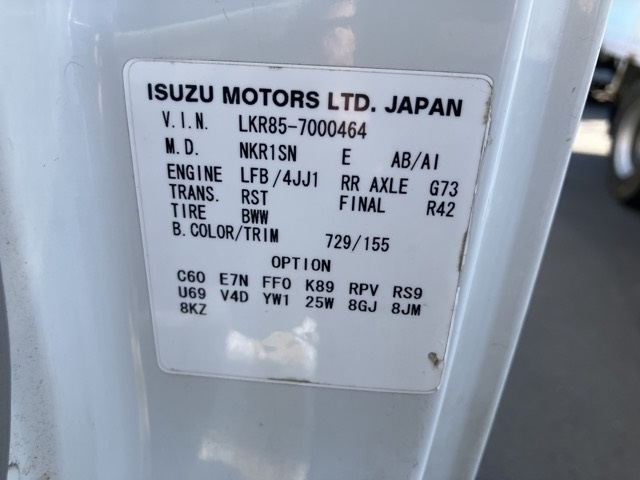 ISUZU MOTORS LTD. JAPAN
V.I.N. LKR85-7000464
M.D. NKR1SN E AB/AI
ENGINE LFB/4JJ1 RR AXLE G73
TRANS. RST FINAL R42
TIRE BWW
B.COLOR/TRIM 729/155
OPTION
C60 E7N FF0 K89 RPV RS9
U69 V4D YW1 25W 8GJ 8JM
8KZ